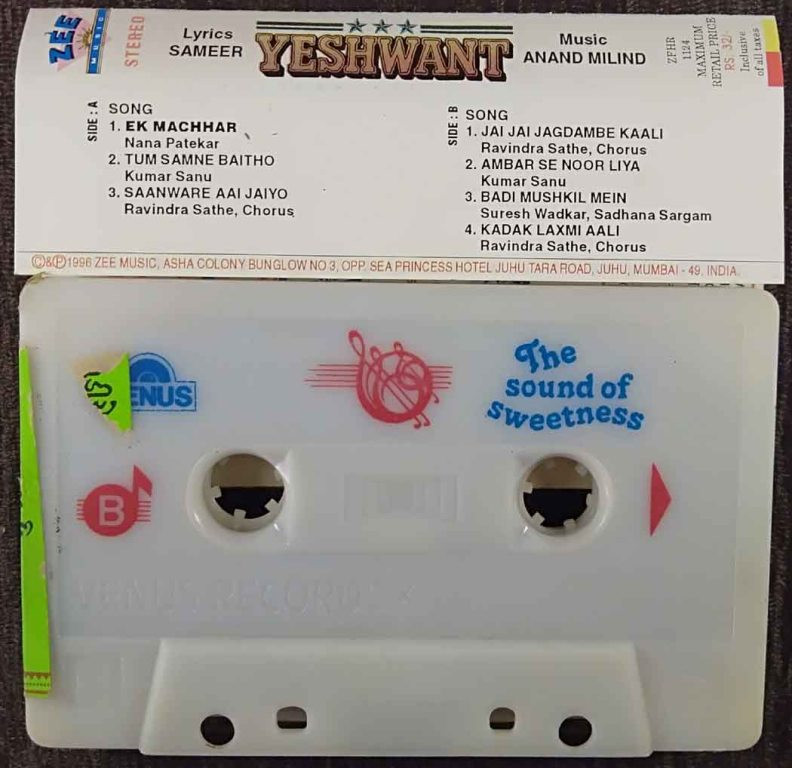 ZEE
MUSIC
STEREO
Lyrics
SAMEER
YESHWANT
Music
ANAND MILIND
ZFHR
1124
MAXIMUM
RETAIL PRICE
RS. 32/-
Inclusive
of all taxes
SIDE : A
SONG
1. EK MACHHAR
Nana Patekar
2. TUM SAMNE BAITHO
Kumar Sanu
3. SAANWARE AAI JAIYO
Ravindra Sathe, Chorus
SIDE : B
SONG
1. JAI JAI JAGDAMBE KAALI
Ravindra Sathe, Chorus
2. AMBAR SE NOOR LIYA
Kumar Sanu
3. BADI MUSHKIL MEIN
Suresh Wadkar, Sadhana Sargam
4. KADAK LAXMI AALI
Ravindra Sathe, Chorus
©&℗1996 ZEE MUSIC, ASHA COLONY BUNGLOW NO 3, OPP. SEA PRINCESS HOTEL JUHU TARA ROAD, JUHU, MUMBAI - 49, INDIA.
ENUS
The
sound of
sweetness
B
VENUS RECORDS